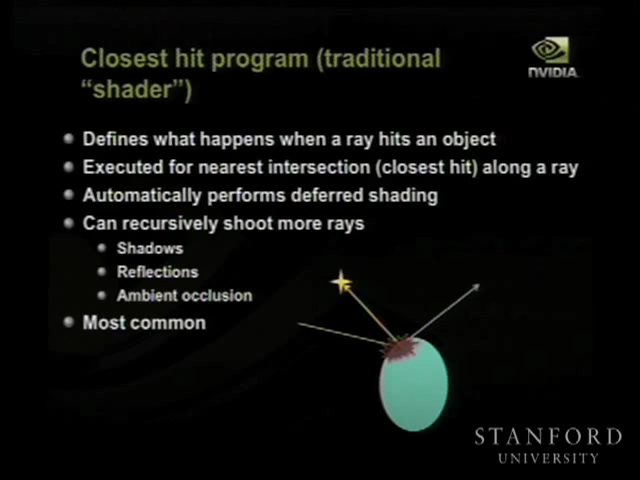 Closest hit program (traditional
“shader”)
NVIDIA
Defines what happens when a ray hits an object
Executed for nearest intersection (closest hit) along a ray
Automatically performs deferred shading
Can recursively shoot more rays
Shadows
Reflections
Ambient occlusion
Most common
STANFORD
UNIVERSITY